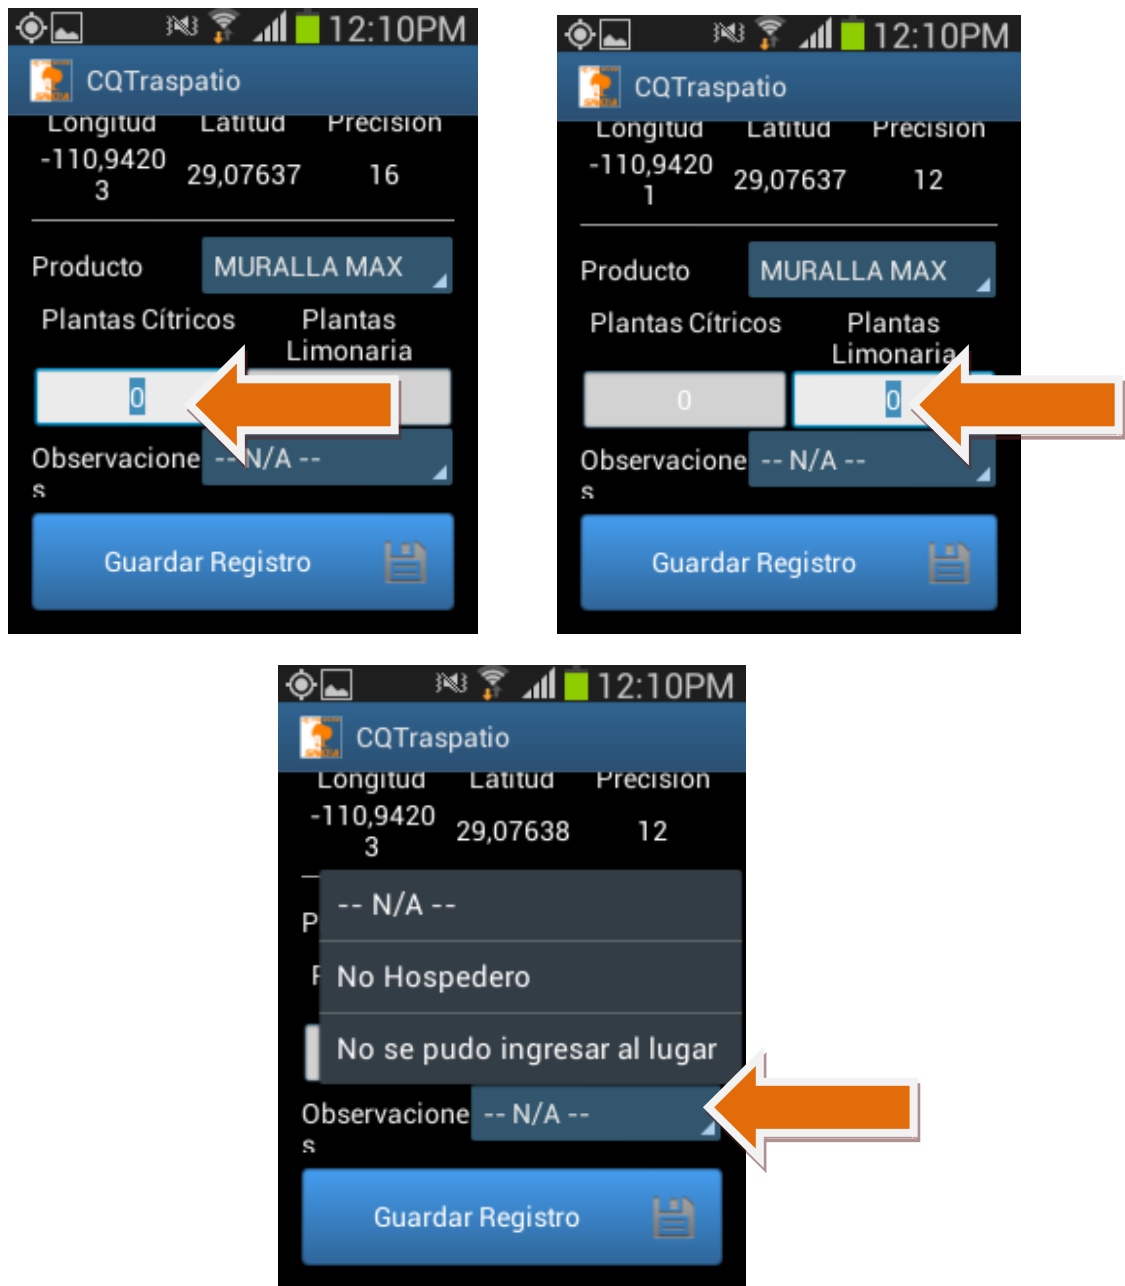 12:10PM
CQTraspatio
Longitud Latitud Precisión
-110,9420
3 29,07637 16
Producto MURALLA MAX
Plantas Cítricos Plantas
Limonaria
0
Observacione -- N/A --
s
Guardar Registro
12:10PM
CQTraspatio
Longitud Latitud Precisión
-110,9420
1 29,07637 12
Producto MURALLA MAX
Plantas Cítricos Plantas
Limonaria
0 0
Observacione -- N/A --
s
Guardar Registro
12:10PM
CQTraspatio
Longitud Latitud Precisión
-110,9420
3 29,07638 12
-- N/A --
P
No Hospedero
No se pudo ingresar al lugar
Observacione -- N/A --
s
Guardar Registro